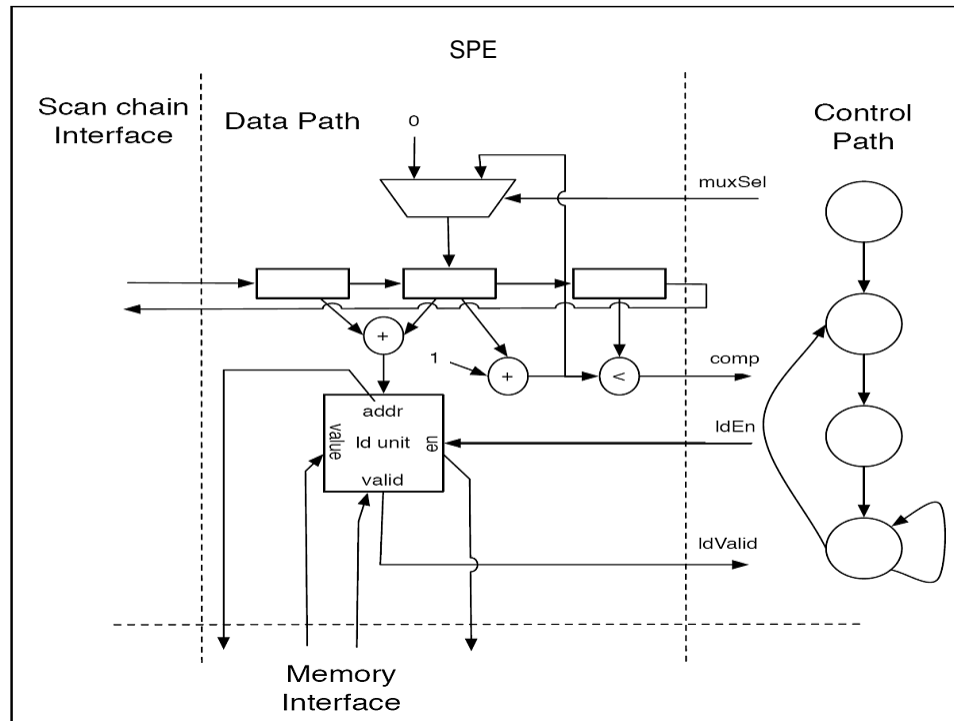 SPE
Scan chain
Interface
Data Path
Control
Path
0
muxSel
+
1
+
<
comp
addr
value
ld unit
en
ldEn
valid
ldValid
Memory
Interface